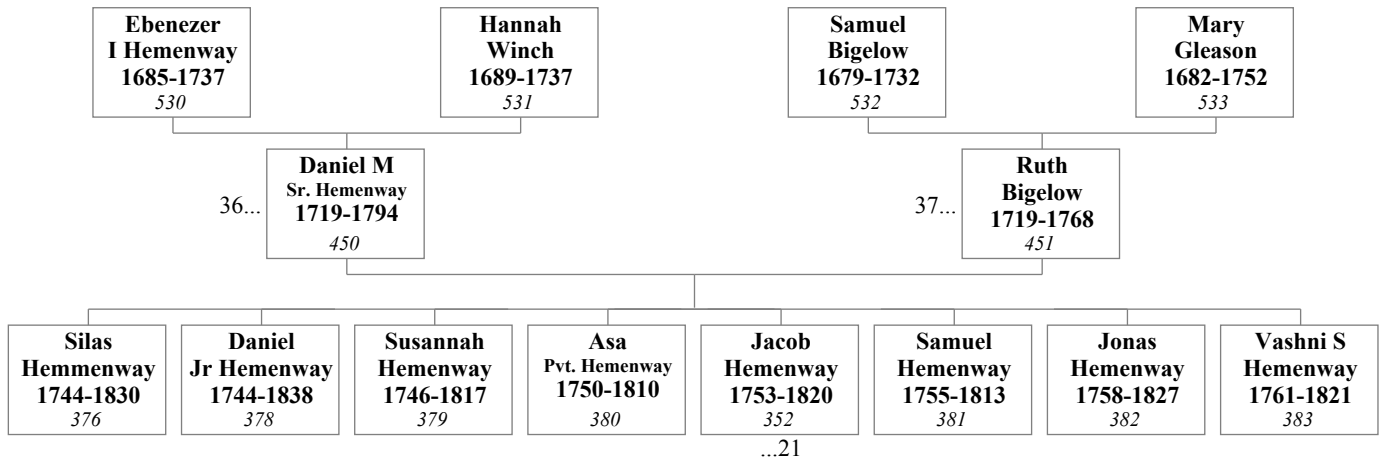 Ebenezer
I Hemenway
1685-1737
530
Hannah
Winch
1689-1737
531
Samuel
Bigelow
1679-1732
532
Mary
Gleason
1682-1752
533
36...
Daniel M
Sr. Hemenway
1719-1794
450
37...
Ruth
Bigelow
1719-1768
451
Silas
Hemmenway
1744-1830
376
Daniel
Jr Hemenway
1744-1838
378
Susannah
Hemenway
1746-1817
379
Asa
Pvt. Hemenway
1750-1810
380
Jacob
Hemenway
1753-1820
352
...21
Samuel
Hemenway
1755-1813
381
Jonas
Hemenway
1758-1827
382
Vashni S
Hemenway
1761-1821
383